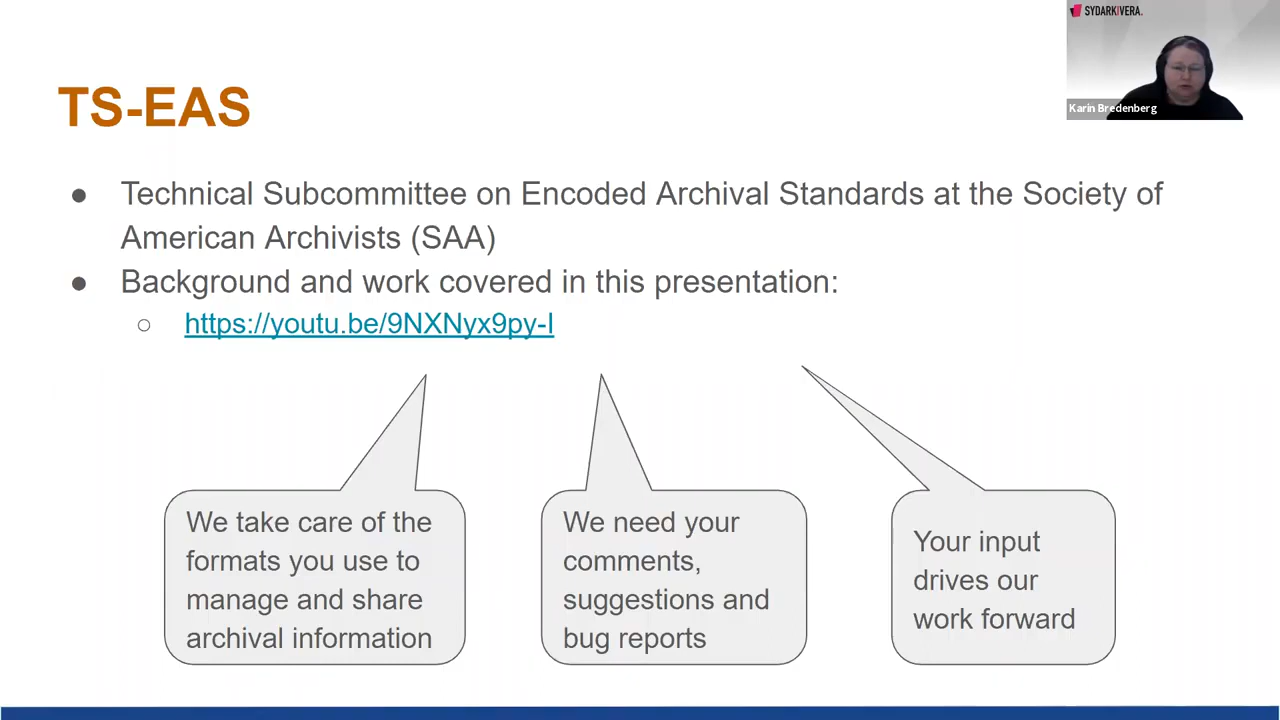 SYDARKIVERA.
Karin Bredenberg
TS-EAS
● Technical Subcommittee on Encoded Archival Standards at the Society of
American Archivists (SAA)
● Background and work covered in this presentation:
○ https://youtu.be/9NXNyx9py-I
We take care of the
formats you use to
manage and share
archival information
We need your
comments,
suggestions and
bug reports
Your input
drives our
work forward